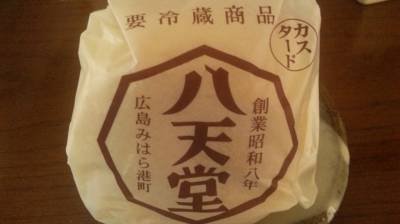 要冷蔵商品
カス
タード
創業昭和八年
八天堂
広島みはら港町